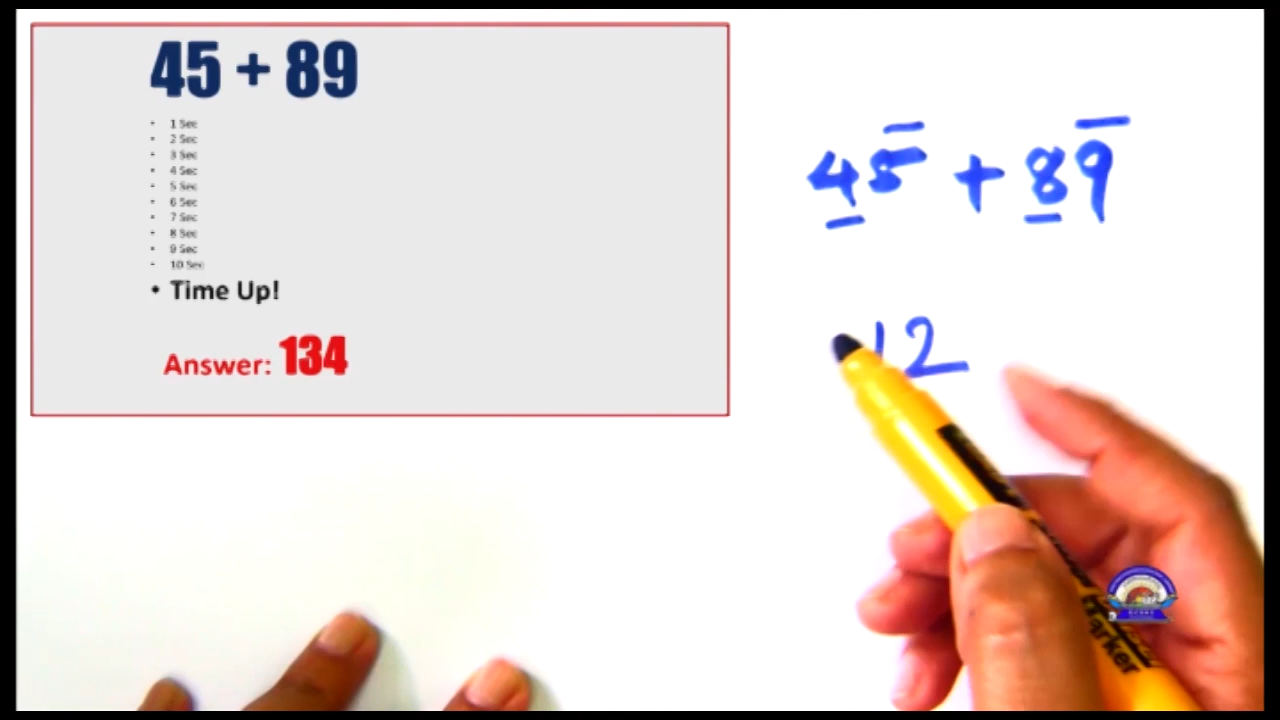 45 + 89
• 1 Sec
• 2 Sec
• 3 Sec
• 4 Sec
• 5 Sec
• 6 Sec
• 7 Sec
• 8 Sec
• 9 Sec
• 10 Sec
• Time Up!
Answer: 134
45 + 89
12